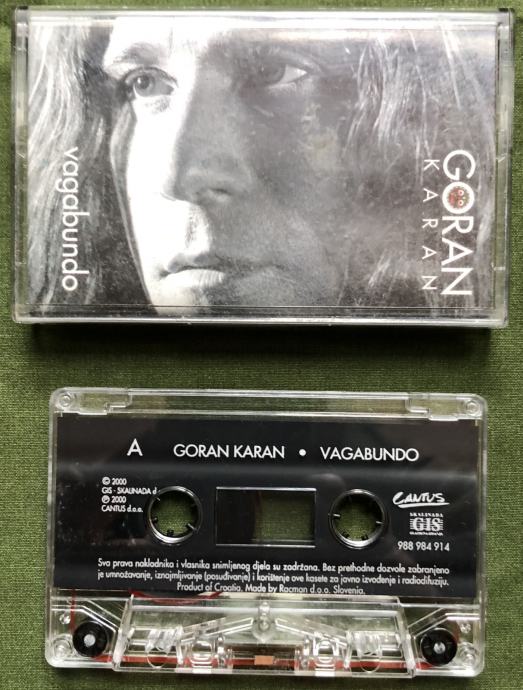 vagabundo
GORAN
KARAN
A GORAN KARAN • VAGABUNDO
© 2000
GIS - SKALINADA d
℗ 2000
CANTUS d.o.o.
CANTUS
SKALINADA
GIS
988 984 914
Sva prava nakladnika i vlasnika snimljenog djela su zadržana. Bez prethodne dozvole zabranjeno
je umnožavanje, iznajmljivanje (posuđivanje) i korištenje ove kasete za javno izvođenje i radiodifuziju.
Product of Croatia. Made by Racman d.o.o. Slovenia.